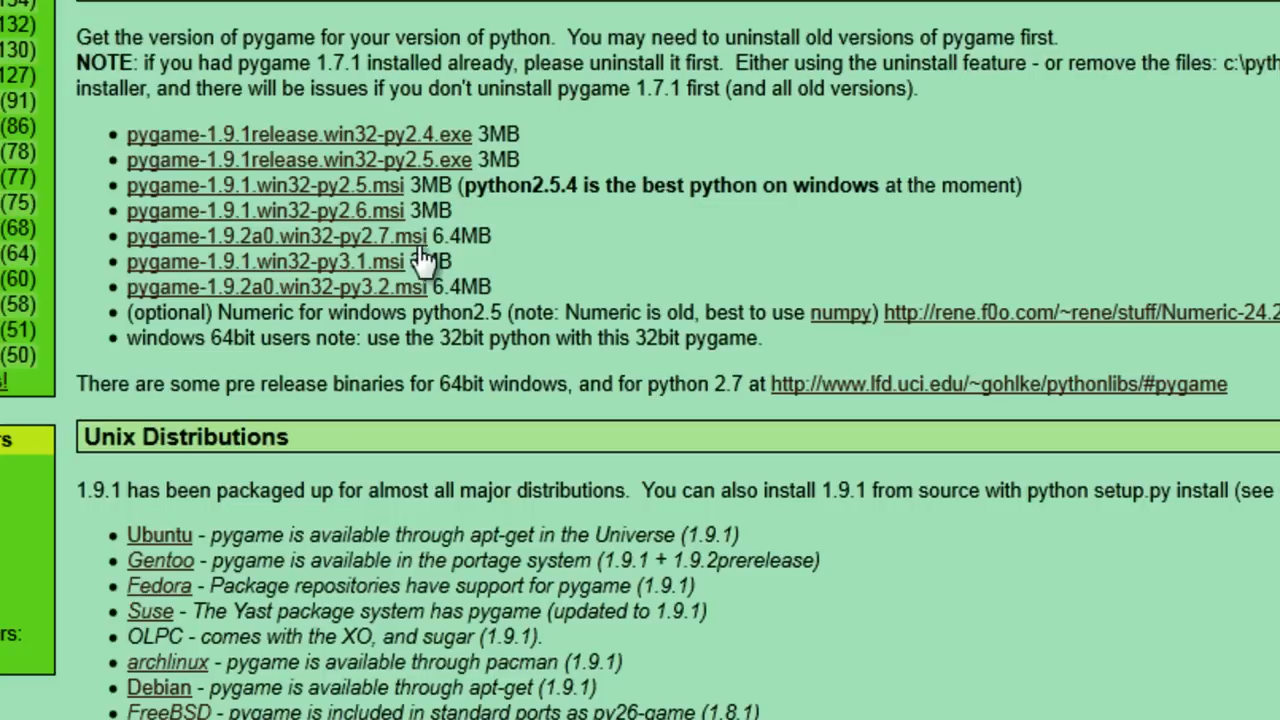 134)
132)
130)
127)
(91)
(86)
(78)
(77)
(75)
(68)
(64)
(60)
(58)
(51)
(50)
s!
s
rs:
Get the version of pygame for your version of python. You may need to uninstall old versions of pygame first.
NOTE: if you had pygame 1.7.1 installed already, please uninstall it first. Either using the uninstall feature - or remove the files: c:\pyth
installer, and there will be issues if you don't uninstall pygame 1.7.1 first (and all old versions).
• pygame-1.9.1release.win32-py2.4.exe 3MB
• pygame-1.9.1release.win32-py2.5.exe 3MB
• pygame-1.9.1.win32-py2.5.msi 3MB (python2.5.4 is the best python on windows at the moment)
• pygame-1.9.1.win32-py2.6.msi 3MB
• pygame-1.9.2a0.win32-py2.7.msi 6.4MB
• pygame-1.9.1.win32-py3.1.msi
• pygame-1.9.2a0.win32-py3.2.msi 6.4MB
• (optional) Numeric for windows python2.5 (note: Numeric is old, best to use numpy) http://rene.f0o.com/~rene/stuff/Numeric-24.2
• windows 64bit users note: use the 32bit python with this 32bit pygame.
There are some pre release binaries for 64bit windows, and for python 2.7 at http://www.lfd.uci.edu/~gohlke/pythonlibs/#pygame
Unix Distributions
1.9.1 has been packaged up for almost all major distributions. You can also install 1.9.1 from source with python setup.py install (see
• Ubuntu - pygame is available through apt-get in the Universe (1.9.1)
• Gentoo - pygame is available in the portage system (1.9.1 + 1.9.2prerelease)
• Fedora - Package repositories have support for pygame (1.9.1)
• Suse - The Yast package system has pygame (updated to 1.9.1)
• OLPC - comes with the XO, and sugar (1.9.1).
• archlinux - pygame is available through pacman (1.9.1)
• Debian - pygame is available through apt-get (1.9.1)
• FreeBSD - pygame is included in standard ports as py26-game (1.8.1)